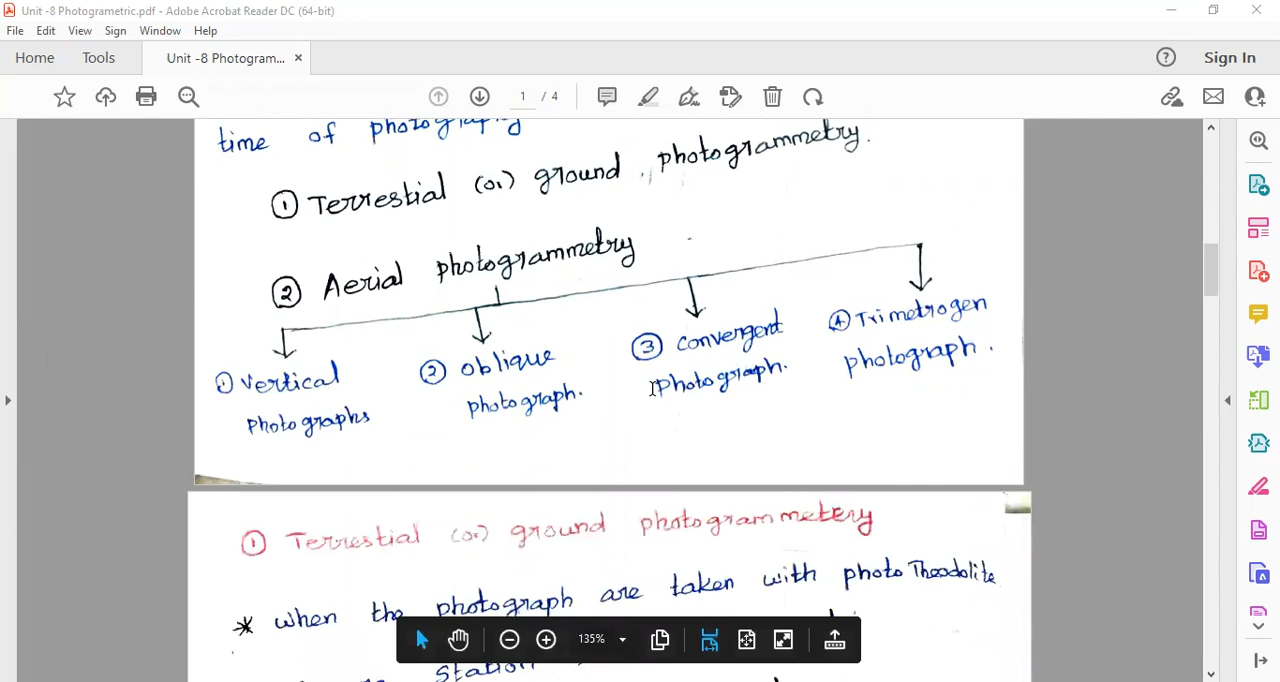 Unit -8 Photogrametric.pdf - Adobe Acrobat Reader DC (64-bit)
File Edit View Sign Window Help
Home Tools Unit -8 Photogram... × Sign In
1 / 4
time of photography
① Terrestial (or) ground photogrammetry.
② Aerial photogrammetry
① Vertical photographs
② oblique photograph.
③ convergent photograph.
④ Trimetrogen photograph.
① Terrestial (or) ground photogrammetery
* when the photograph are taken with photo Theodolite
station
135%